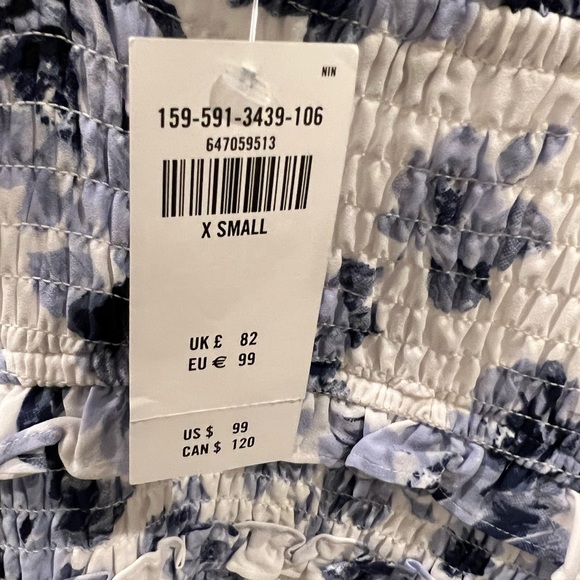 NIN
159-591-3439-106
647059513
X SMALL
UK £ 82
EU € 99
US $ 99
CAN $ 120